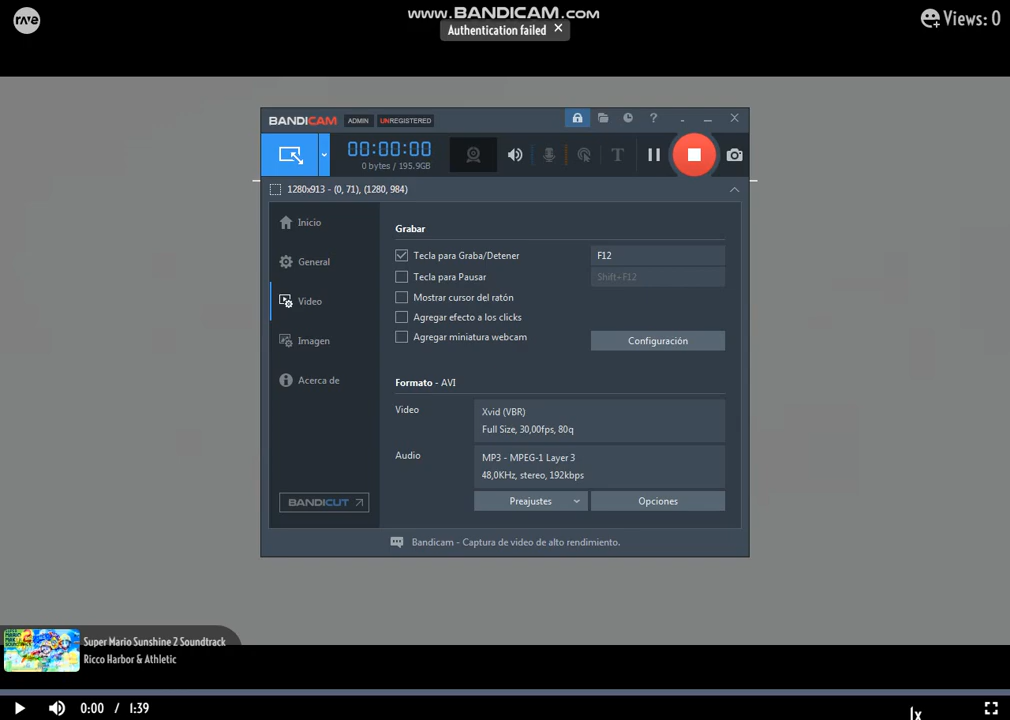 rave
www.BANDICAM.com
Authentication failed
Views: 0
BANDICAM ADMIN UNREGISTERED
00:00:00
0 bytes / 195.9GB
1280x913 - (0, 71), (1280, 984)
Inicio
General
Video
Imagen
Acerca de
BANDICUT
Grabar
Tecla para Graba/Detener F12
Tecla para Pausar Shift+F12
Mostrar cursor del ratón
Agregar efecto a los clicks
Agregar miniatura webcam
Configuración
Formato - AVI
Video
Xvid (VBR)
Full Size, 30,00fps, 80q
Audio
MP3 - MPEG-1 Layer 3
48,0KHz, stereo, 192kbps
Preajustes Opciones
Bandicam - Captura de video de alto rendimiento.
Super Mario Sunshine 2 Soundtrack
Ricco Harbor & Athletic
0:00 / 1:39
1x